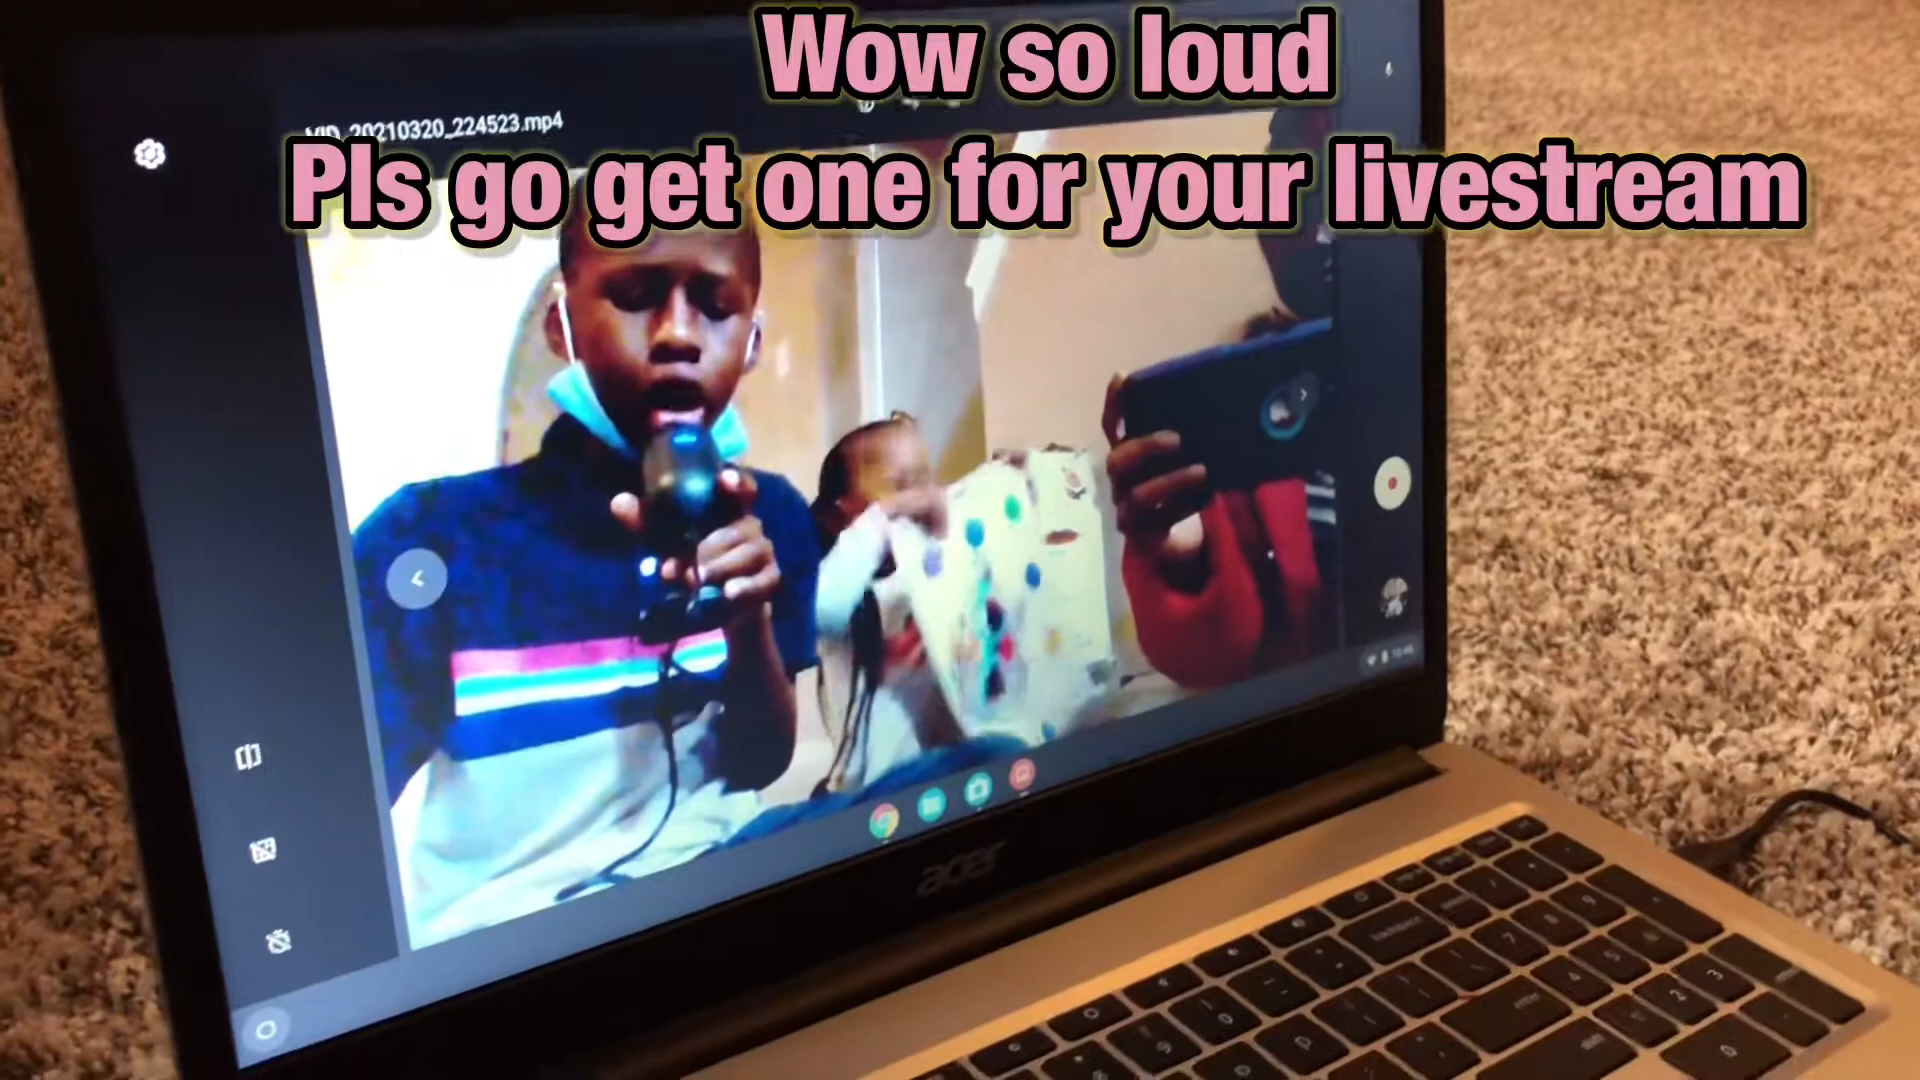 Wow so loud
VID_20210320_224523.mp4
Pls go get one for your livestream
acer